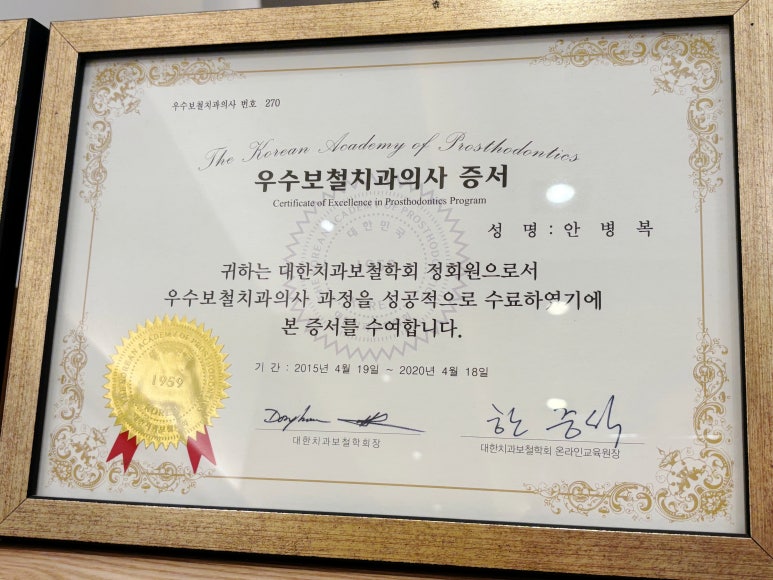 우수보철치과의사 번호 270
The Korean Academy of Prosthodontics
우수보철치과의사 증서
Certificate of Excellence in Prosthodontics Program
성 명 : 안 병 복
귀하는 대한치과보철학회 정회원으로서
우수보철치과의사 과정을 성공적으로 수료하였기에
본 증서를 수여합니다.
기 간 : 2015년 4월 19일 ~ 2020년 4월 18일
대한치과보철학회장
대한치과보철학회 온라인교육원장
대한민국
1959